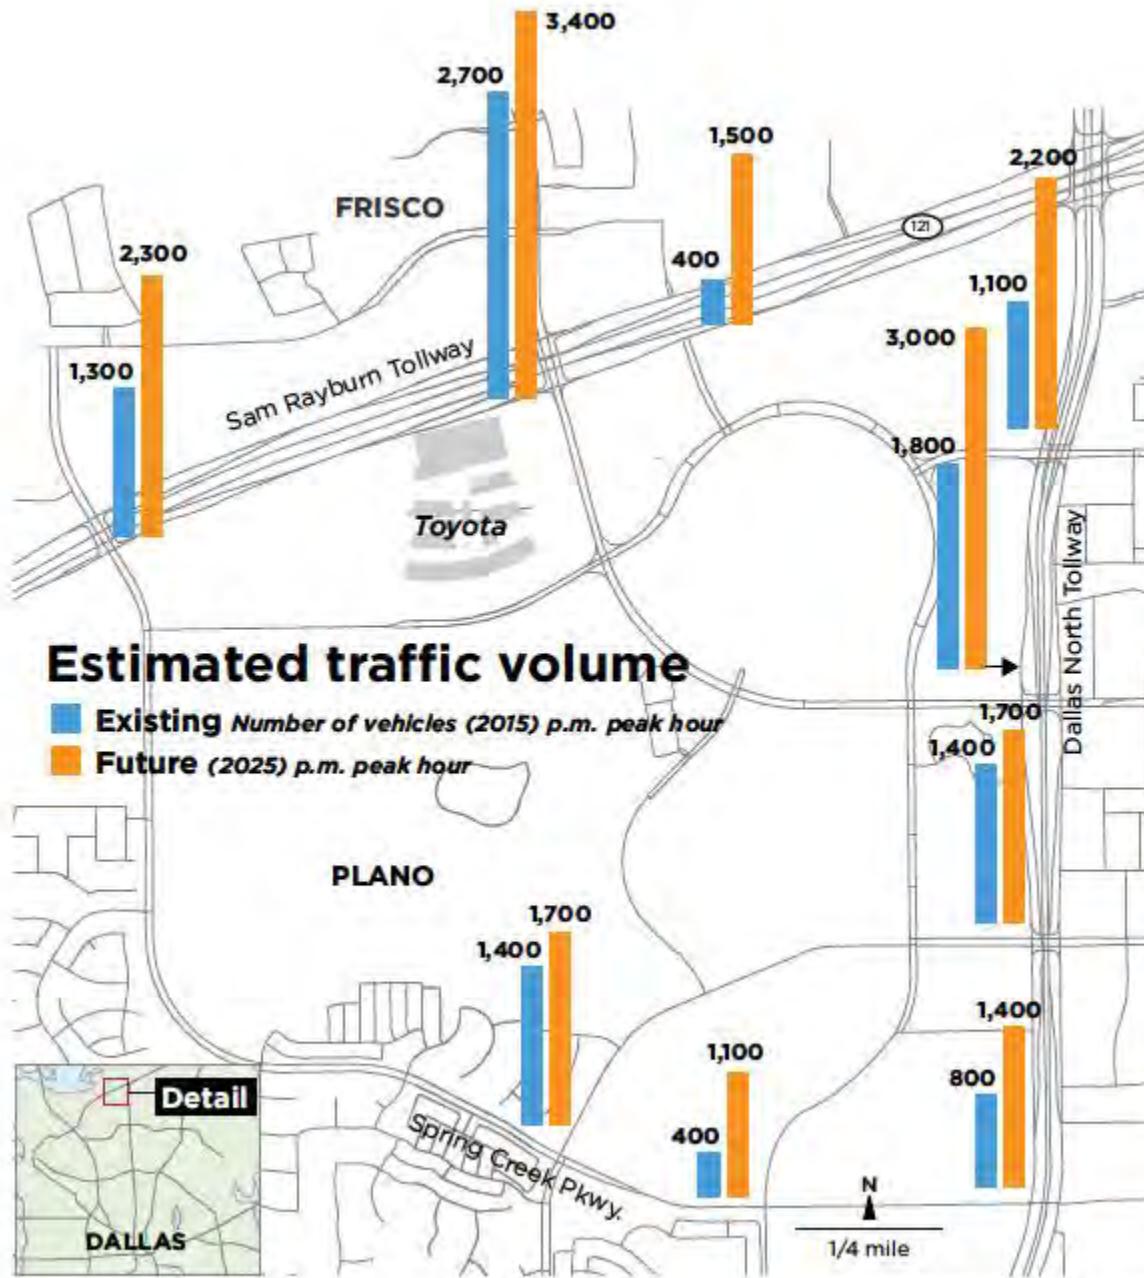 3,400
2,700
1,500
2,200
FRISCO
121
2,300
400
1,100
3,000
1,300
Sam Rayburn Tollway
1,800
Toyota
Dallas North Tollway
Estimated traffic volume
Existing Number of vehicles (2015) p.m. peak hour
Future (2025) p.m. peak hour
1,700
1,400
PLANO
1,700
1,400
1,400
1,100
800
400
Detail
Spring Creek Pkwy.
N
DALLAS
1/4 mile